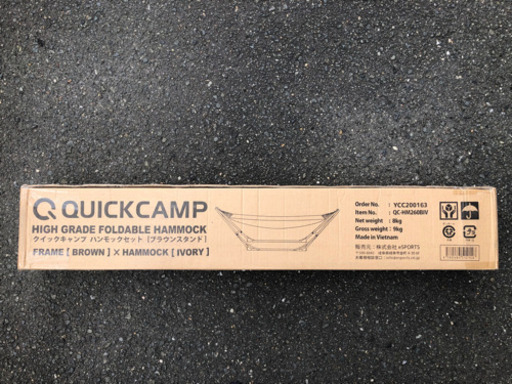 QUICKCAMP
HIGH GRADE FOLDABLE HAMMOCK
クイックキャンプ ハンモックセット [ブラウンスタンド]
FRAME [ BROWN ] × HAMMOCK [ IVORY ]
Order No. : YCC200163
Item No. : QC-HM260BIV
Net weight : 8kg
Gross weight : 9kg
Made in Vietnam
販売元：株式会社 eSPORTS